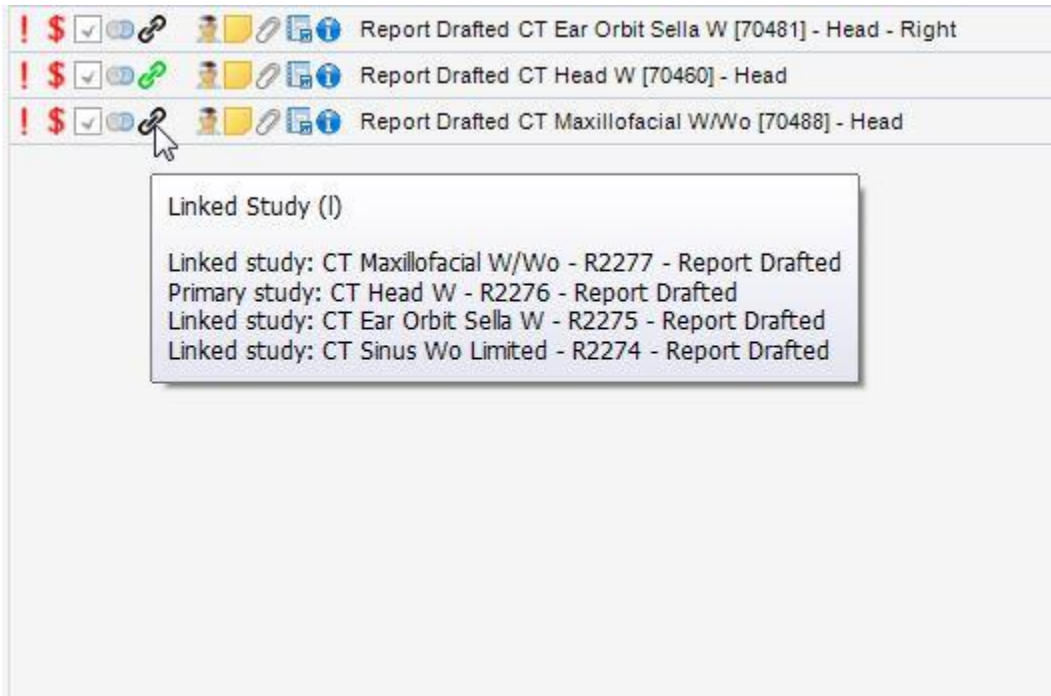 Report Drafted CT Ear Orbit Sella W [70481] - Head - Right
Report Drafted CT Head W [70460] - Head
Report Drafted CT Maxillofacial W/Wo [70488] - Head
Linked Study (l)
Linked study: CT Maxillofacial W/Wo - R2277 - Report Drafted
Primary study: CT Head W - R2276 - Report Drafted
Linked study: CT Ear Orbit Sella W - R2275 - Report Drafted
Linked study: CT Sinus Wo Limited - R2274 - Report Drafted